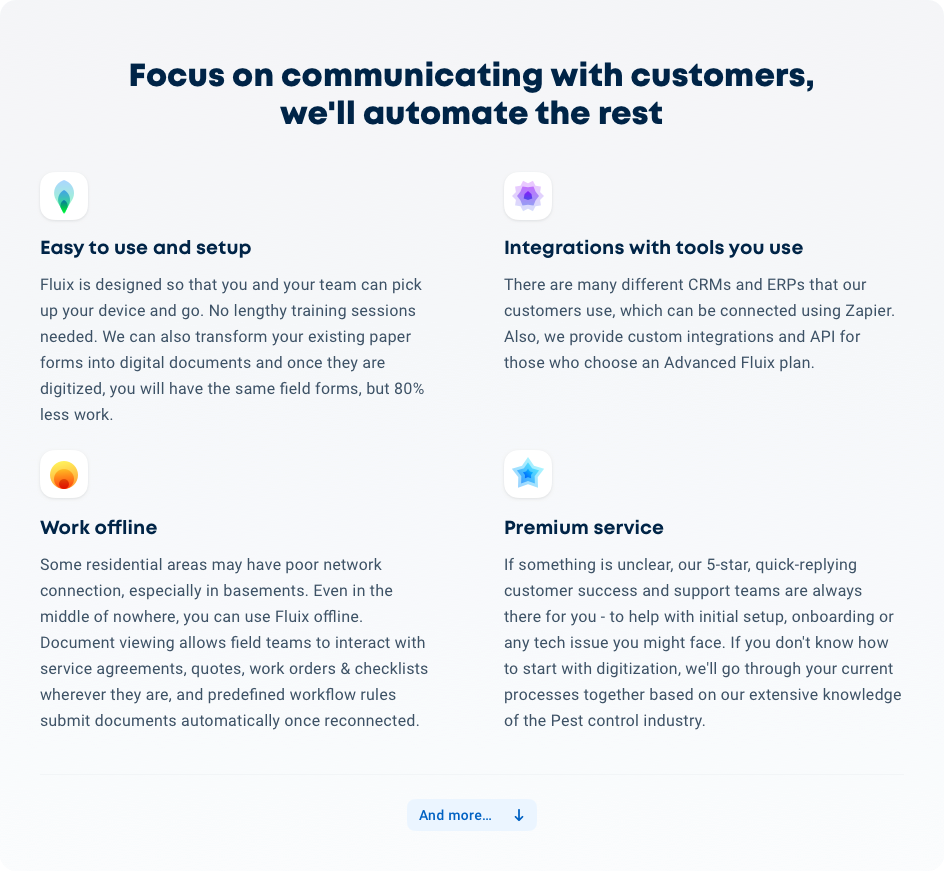 Focus on communicating with customers,
we'll automate the rest
Easy to use and setup
Fluix is designed so that you and your team can pick
up your device and go. No lengthy training sessions
needed. We can also transform your existing paper
forms into digital documents and once they are
digitized, you will have the same field forms, but 80%
less work.
Integrations with tools you use
There are many different CRMs and ERPs that our
customers use, which can be connected using Zapier.
Also, we provide custom integrations and API for
those who choose an Advanced Fluix plan.
Work offline
Some residential areas may have poor network
connection, especially in basements. Even in the
middle of nowhere, you can use Fluix offline.
Document viewing allows field teams to interact with
service agreements, quotes, work orders & checklists
wherever they are, and predefined workflow rules
submit documents automatically once reconnected.
Premium service
If something is unclear, our 5-star, quick-replying
customer success and support teams are always
there for you - to help with initial setup, onboarding or
any tech issue you might face. If you don't know how
to start with digitization, we'll go through your current
processes together based on our extensive knowledge
of the Pest control industry.
And more...